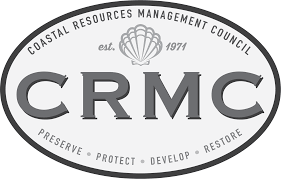 COASTAL RESOURCES MANAGEMENT COUNCIL
est. 1971
CRMC
PRESERVE • PROTECT • DEVELOP • RESTORE